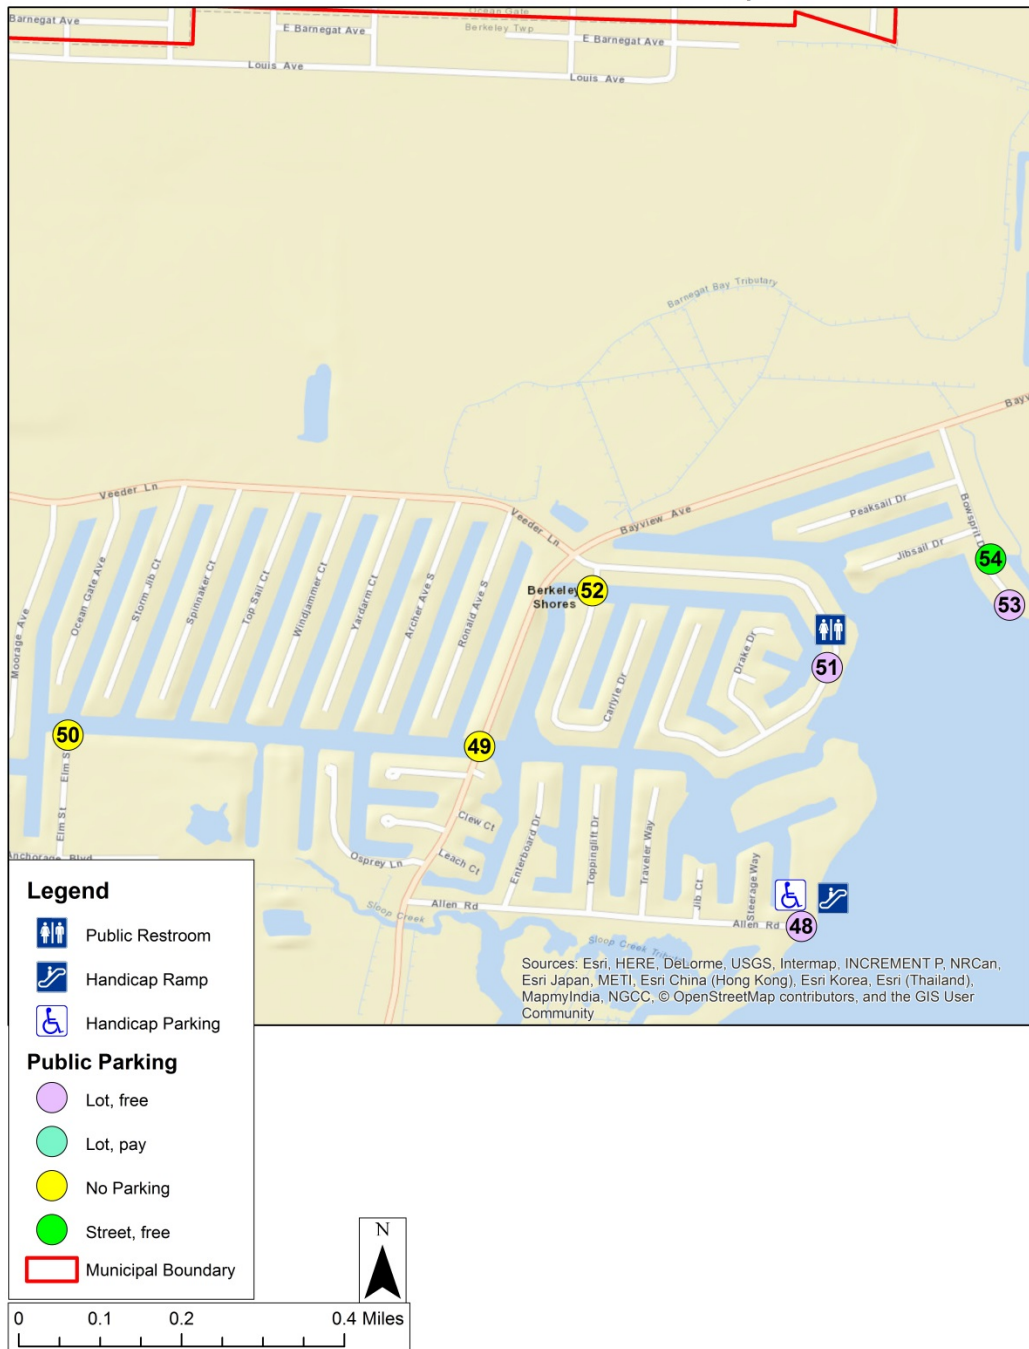 Ocean Gate
Berkeley Twp
Barnegat Ave
E Barnegat Ave
E Barnegat Ave
Louis Ave
Louis Ave
Barnegat Bay Tributary
Bayv
Veeder Ln
Veeder Ln
Bayview Ave
Peaksail Dr
Jibsail Dr
Bowsprit D
54
53
Berkeley
Shores
52
51
Moorage Ave
Ocean Gate Ave
Storm Jib Ct
Spinnaker Ct
Top Sail Ct
Windjammer Ct
Yardarm Ct
Archer Ave S
Ronald Ave S
Carlyle Dr
Drake Dr
50
49
Elm S
Elm St
Anchorage Blvd
Osprey Ln
Clew Ct
Leach Ct
Enterboard Dr
Toppinglift Dr
Traveler Way
Jib Ct
Steerage Way
Allen Rd
Allen Rd
48
Sloop Creek
Sloop Creek Tribut
Sources: Esri, HERE, DeLorme, USGS, Intermap, INCREMENT P, NRCan,
Esri Japan, METI, Esri China (Hong Kong), Esri Korea, Esri (Thailand),
MapmyIndia, NGCC, © OpenStreetMap contributors, and the GIS User
Community
Legend
Public Restroom
Handicap Ramp
Handicap Parking
Public Parking
Lot, free
Lot, pay
No Parking
Street, free
Municipal Boundary
N
0 0.1 0.2 0.4 Miles